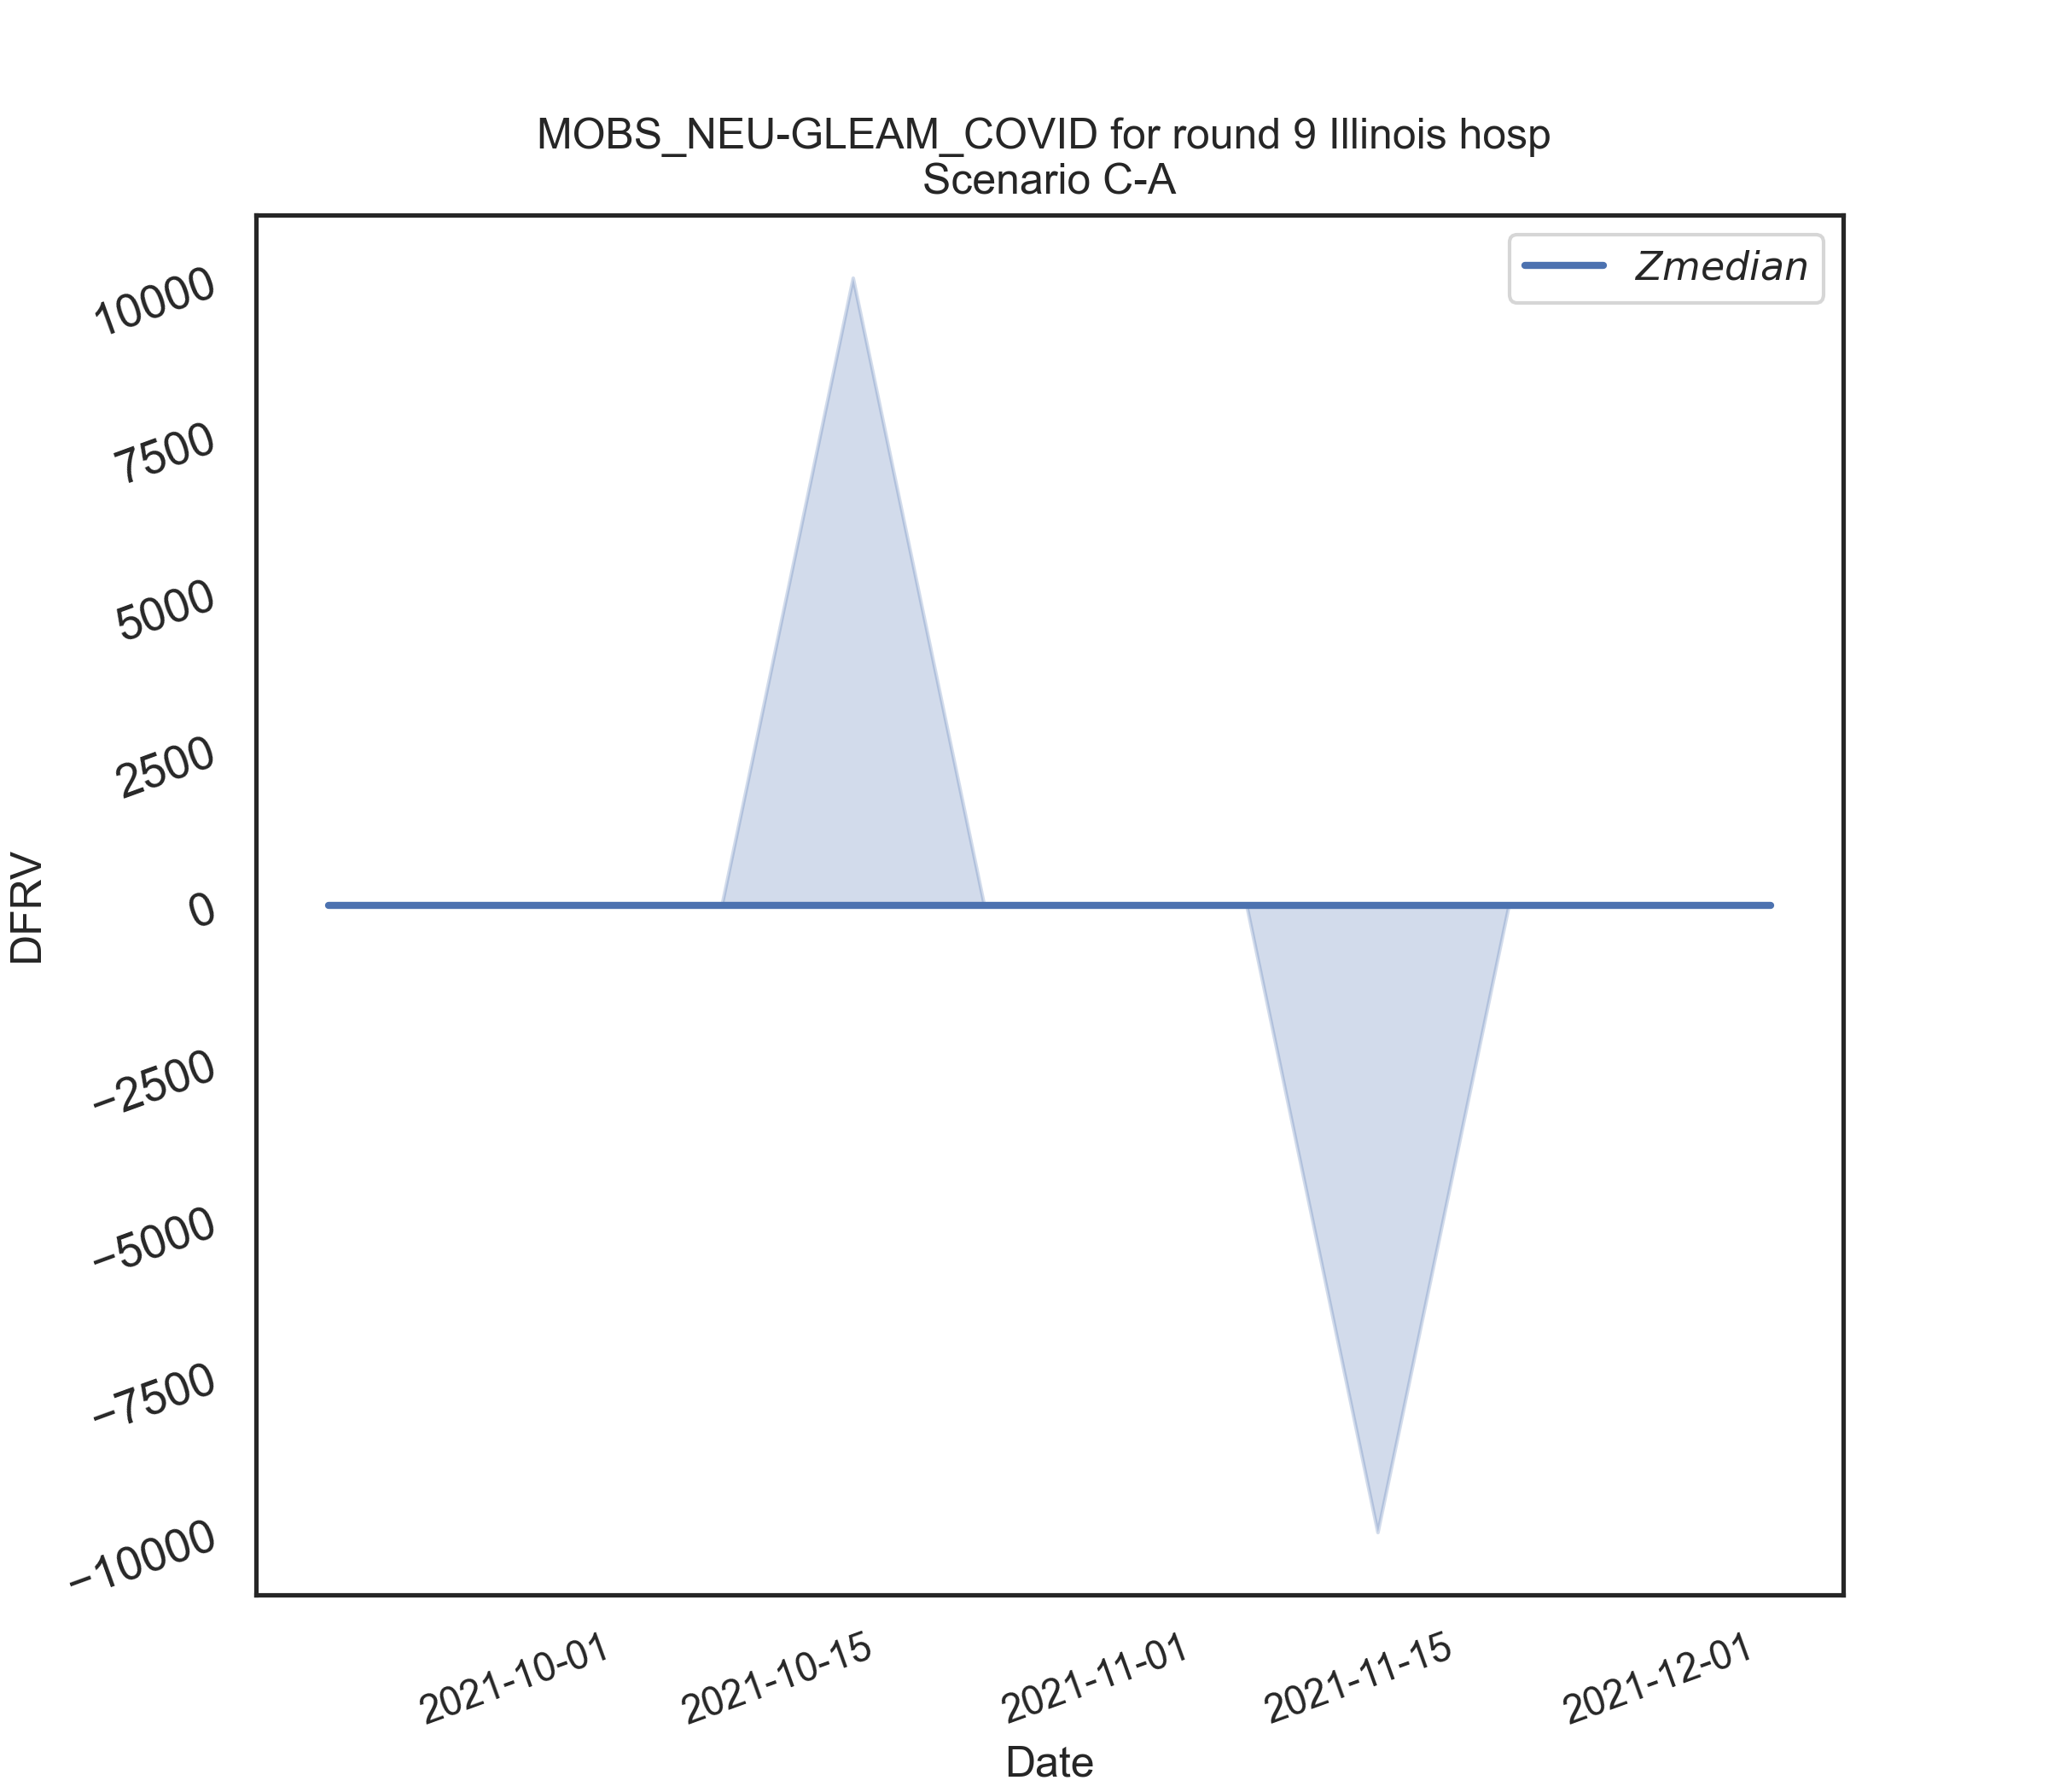 MOBS_NEU-GLEAM_COVID for round 9 Illinois hosp
Scenario C-A
Zmedian
10000
7500
5000
2500
0
−2500
−5000
−7500
−10000
DFRV
2021-10-01
2021-10-15
2021-11-01
2021-11-15
2021-12-01
Date